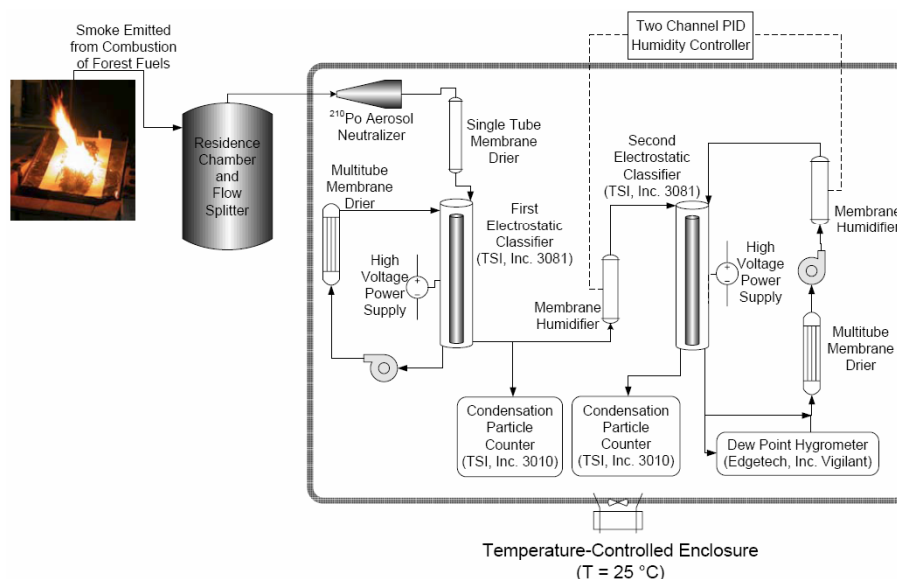 Smoke Emitted
from Combustion
of Forest Fuels
Two Channel PID
Humidity Controller
210Po Aerosol
Neutralizer
Residence
Chamber
and
Flow
Splitter
Single Tube
Membrane
Drier
Multitube
Membrane
Drier
First
Electrostatic
Classifier
(TSI, Inc. 3081)
High
Voltage
Power
Supply
+
−
Second
Electrostatic
Classifier
(TSI, Inc. 3081)
Membrane
Humidifier
Membrane
Humidifier
High
Voltage
Power
Supply
+
−
Multitube
Membrane
Drier
Condensation
Particle
Counter
(TSI, Inc. 3010)
Condensation
Particle
Counter
(TSI, Inc. 3010)
Dew Point Hygrometer
(Edgetech, Inc. Vigilant)
Temperature-Controlled Enclosure
(T = 25 °C)